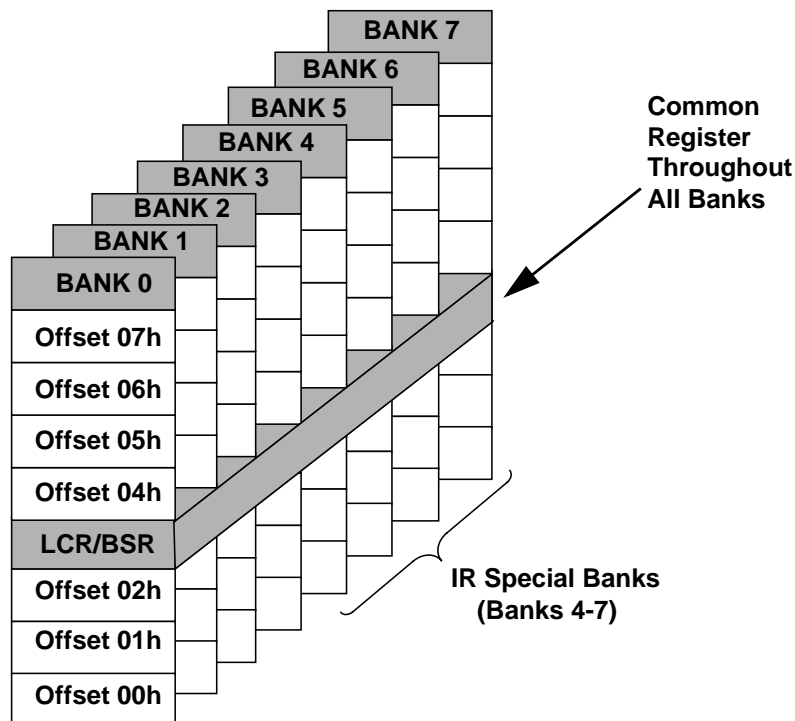 BANK 7
BANK 6
BANK 5
BANK 4
BANK 3
BANK 2
BANK 1
BANK 0
Offset 07h
Offset 06h
Offset 05h
Offset 04h
LCR/BSR
Offset 02h
Offset 01h
Offset 00h
Common
Register
Throughout
All Banks
IR Special Banks
(Banks 4-7)